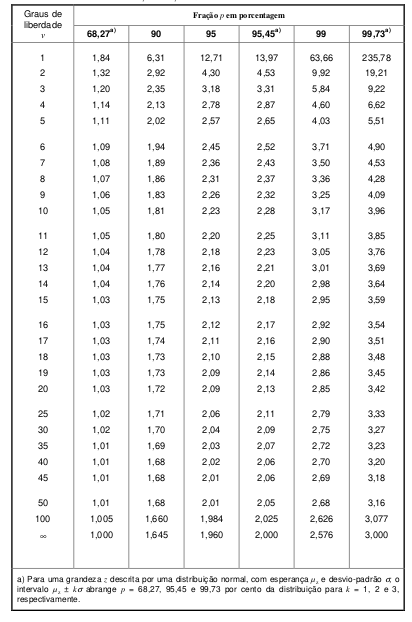 Graus de liberdade ν Fração p em porcentagem
68,27a) 90 95 95,45a) 99 99,73a)
1 1,84 6,31 12,71 13,97 63,66 235,78
2 1,32 2,92 4,30 4,53 9,92 19,21
3 1,20 2,35 3,18 3,31 5,84 9,22
4 1,14 2,13 2,78 2,87 4,60 6,62
5 1,11 2,02 2,57 2,65 4,03 5,51
6 1,09 1,94 2,45 2,52 3,71 4,90
7 1,08 1,89 2,36 2,43 3,50 4,53
8 1,07 1,86 2,31 2,37 3,36 4,28
9 1,06 1,83 2,26 2,32 3,25 4,09
10 1,05 1,81 2,23 2,28 3,17 3,96
11 1,05 1,80 2,20 2,25 3,11 3,85
12 1,04 1,78 2,18 2,23 3,05 3,76
13 1,04 1,77 2,16 2,21 3,01 3,69
14 1,04 1,76 2,14 2,20 2,98 3,64
15 1,03 1,75 2,13 2,18 2,95 3,59
16 1,03 1,75 2,12 2,17 2,92 3,54
17 1,03 1,74 2,11 2,16 2,90 3,51
18 1,03 1,73 2,10 2,15 2,88 3,48
19 1,03 1,73 2,09 2,14 2,86 3,45
20 1,03 1,72 2,09 2,13 2,85 3,42
25 1,02 1,71 2,06 2,11 2,79 3,33
30 1,02 1,70 2,04 2,09 2,75 3,27
35 1,01 1,69 2,03 2,07 2,72 3,23
40 1,01 1,68 2,02 2,06 2,70 3,20
45 1,01 1,68 2,01 2,06 2,69 3,18
50 1,01 1,68 2,01 2,05 2,68 3,16
100 1,005 1,660 1,984 2,025 2,626 3,077
∞ 1,000 1,645 1,960 2,000 2,576 3,000
a) Para uma grandeza z descrita por uma distribuição normal, com esperança μz e desvio-padrão σ, o
intervalo μz ± kσ abrange p = 68,27, 95,45 e 99,73 por cento da distribuição para k = 1, 2 e 3,
respectivamente.